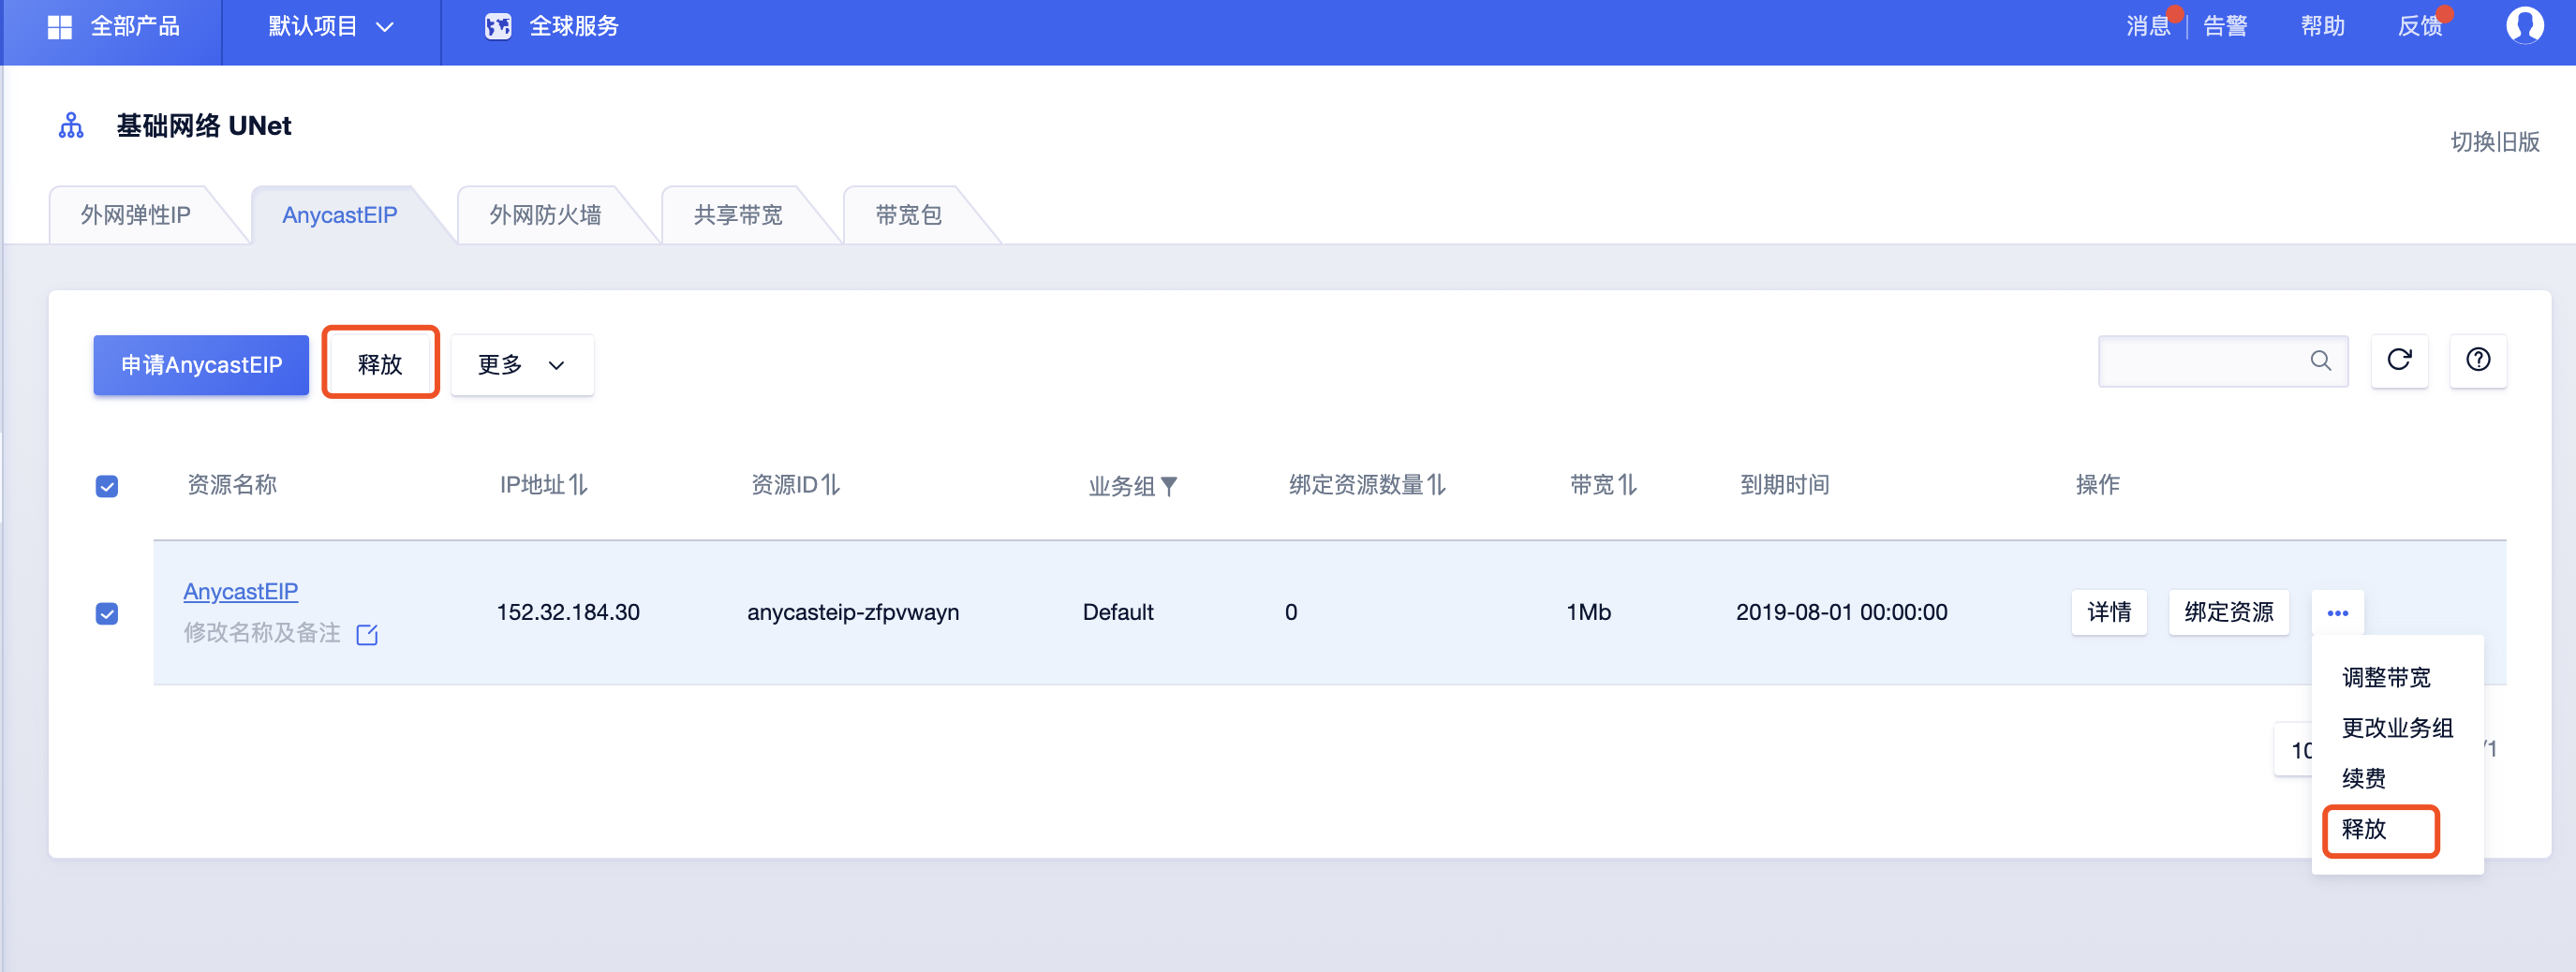 全部产品 默认项目 全球服务 消息 告警 帮助 反馈
基础网络 UNet
切换旧版
外网弹性IP AnycastEIP 外网防火墙 共享带宽 带宽包
申请AnycastEIP 释放 更多
资源名称 IP地址 资源ID 业务组 绑定资源数量 带宽 到期时间 操作
AnycastEIP
修改名称及备注
152.32.184.30 anycasteip-zfpvwayn Default 0 1Mb 2019-08-01 00:00:00 详情 绑定资源
调整带宽
更改业务组
10 /1
续费
释放